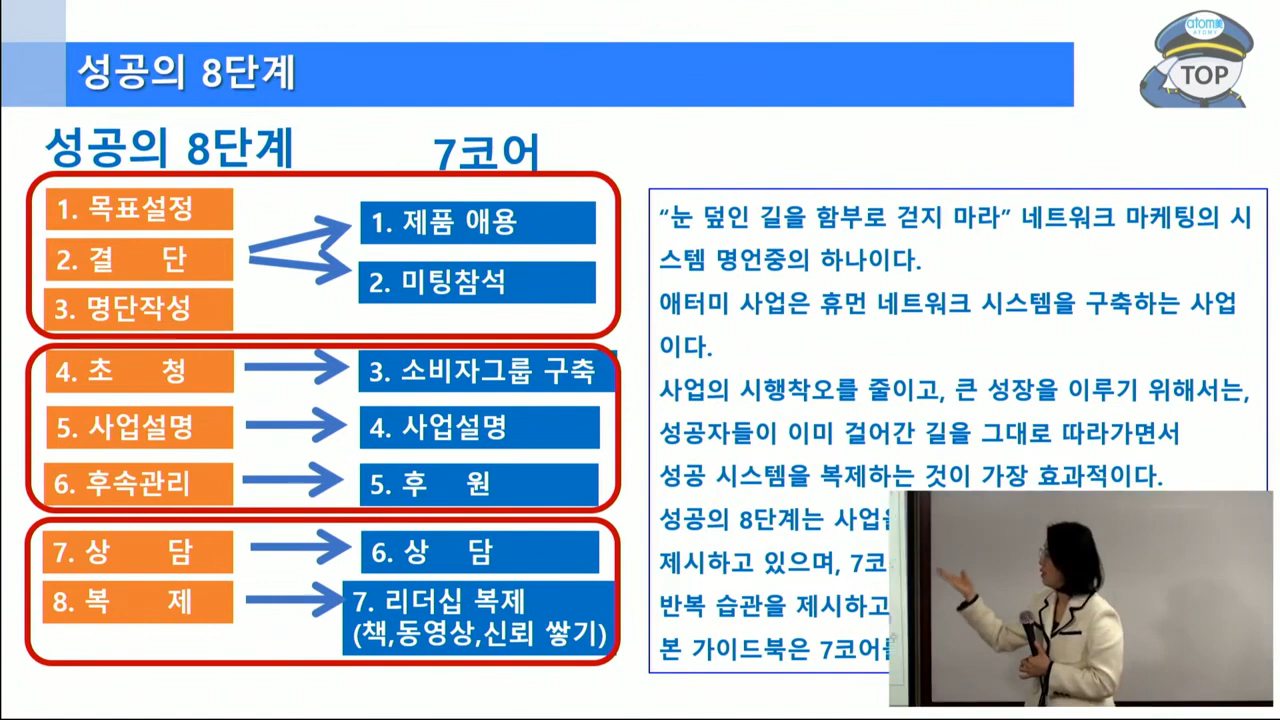 성공의 8단계
atom美
ATOMY
TOP
성공의 8단계
7코어
1. 목표설정
2. 결 단
3. 명단작성
1. 제품 애용
2. 미팅참석
4. 초 청
5. 사업설명
6. 후속관리
3. 소비자그룹 구축
4. 사업설명
5. 후 원
7. 상 담
8. 복 제
6. 상 담
7. 리더십 복제
(책,동영상,신뢰 쌓기)
“눈 덮인 길을 함부로 걷지 마라” 네트워크 마케팅의 시
스템 명언중의 하나이다.
애터미 사업은 휴먼 네트워크 시스템을 구축하는 사업
이다.
사업의 시행착오를 줄이고, 큰 성장을 이루기 위해서는,
성공자들이 이미 걸어간 길을 그대로 따라가면서
성공 시스템을 복제하는 것이 가장 효과적이다.
성공의 8단계는 사업을
제시하고 있으며, 7코
반복 습관을 제시하고
본 가이드북은 7코어를